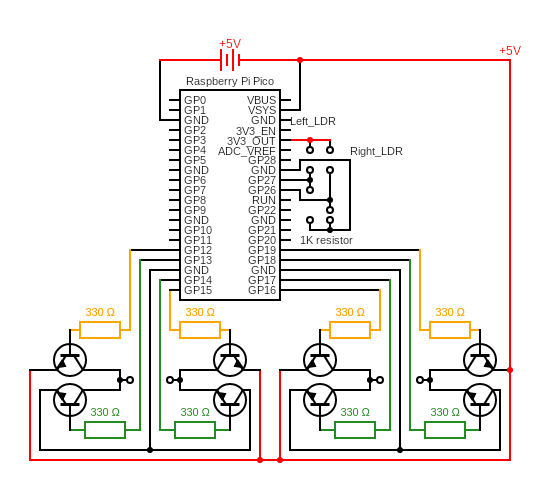 +5V
+5V
Raspberry Pi Pico
GP0 VBUS
GP1 VSYS
GND GND Left_LDR
GP2 3V3_EN
GP3 3V3_OUT
GP4 ADC_VREF Right_LDR
GP5 GP28
GND GND
GP6 GP27
GP7 GP26
GP8 RUN
GP9 GP22
GND GND
GP10 GP21
GP11 GP20 1K resistor
GP12 GP19
GP13 GP18
GND GND
GP14 GP17
GP15 GP16
330 Ω 330 Ω 330 Ω 330 Ω
330 Ω 330 Ω 330 Ω 330 Ω